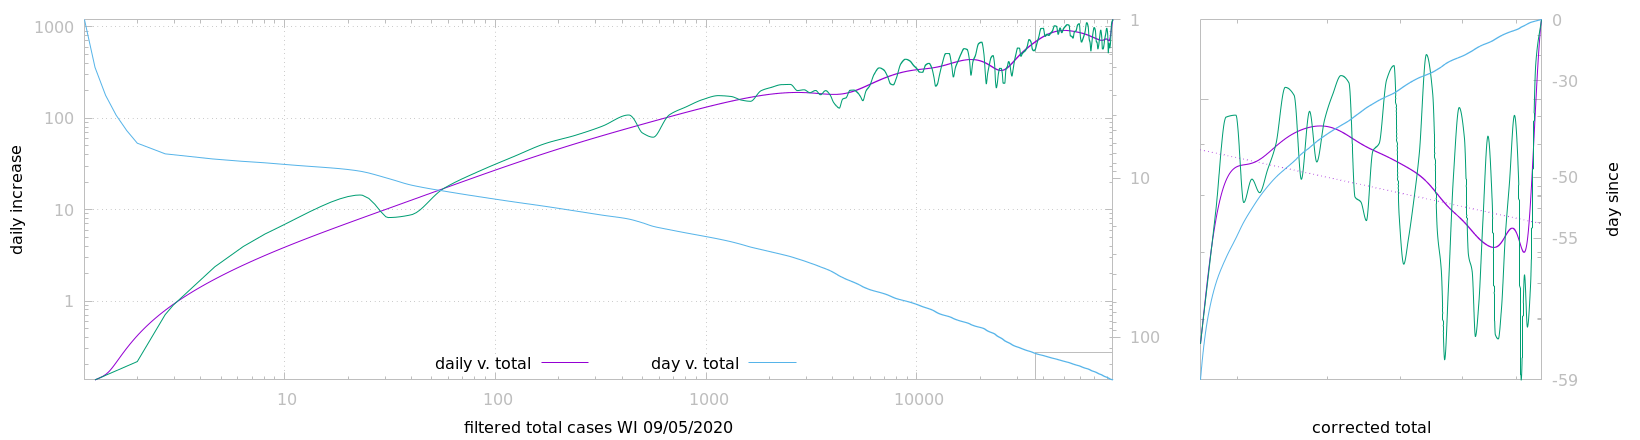 daily increase
1000
100
10
1
daily v. total
day v. total
10
100
1000
10000
filtered total cases WI 09/05/2020
1
10
100
0
-30
-50
-55
-59
day since
corrected total